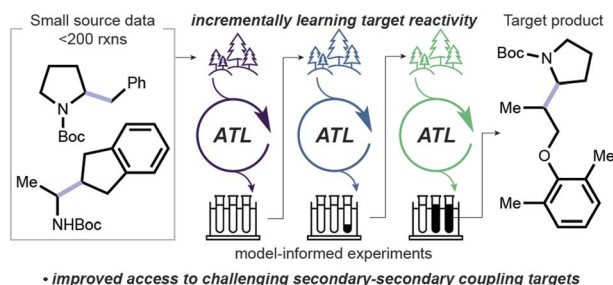 Small source data
<200 rxns
incrementally learning target reactivity
Target product
Ph
N
Boc
Me
NHBoc
ATL
ATL
ATL
model-informed experiments
Boc
N
Me
O
Me
Me
• improved access to challenging secondary-secondary coupling targets